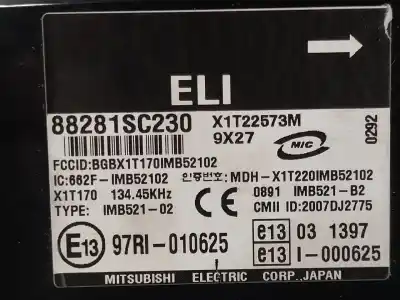 ELI
88281SC230 X1T22573M
9X27 MIC 0292
FCCID:BGBX1T170IMB52102
IC:662F-IMB52102 인증번호:MDH-X1T220IMB52102
X1T170 134.45KHz 0891 IMB521-B2
TYPE: IMB521-02 CE CMII ID:2007DJ2775
E13 97RI-010625 e13 03 1397
e13 I-000625
MITSUBISHI ELECTRIC CORP.,JAPAN